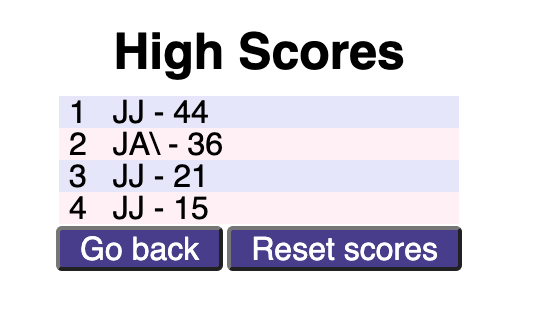 High Scores
1 JJ - 44
2 JA\ - 36
3 JJ - 21
4 JJ - 15
Go back Reset scores